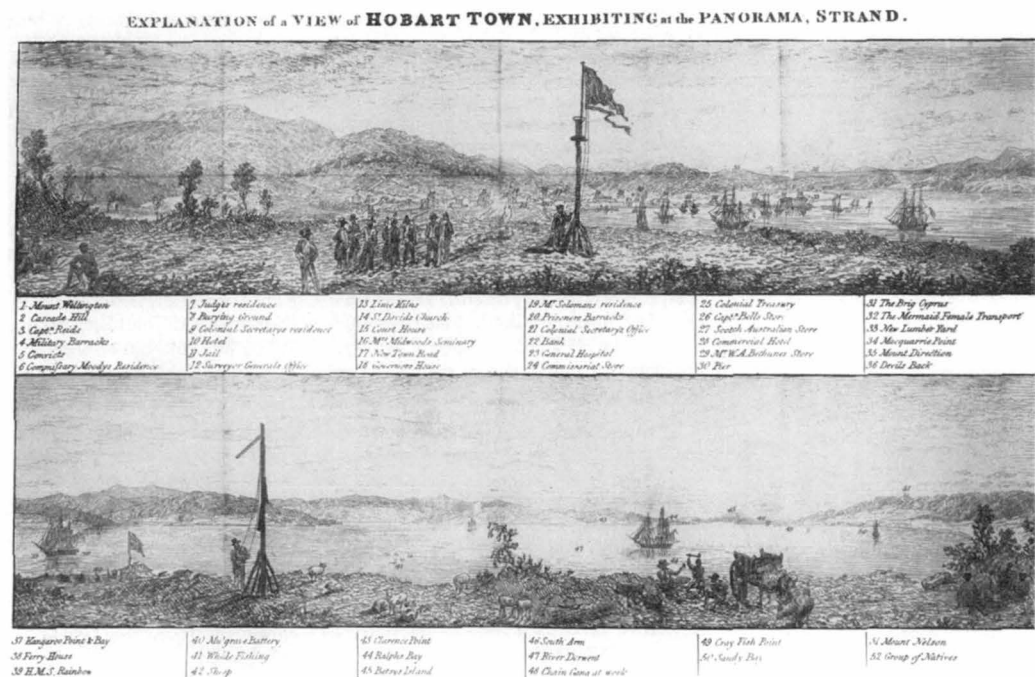 EXPLANATION of a VIEW of HOBART TOWN, EXHIBITING at the PANORAMA, STRAND.
1 Mount Wellington
2 Cascade Hill
3 Captn. Reids
4 Military Barracks
5 Convicts
6 Commissary Moodys Residence
7 Judges residence
8 Burying Ground
9 Colonial Secretarys residence
10 Hotel
11 Jail
12 Surveyor Generals Office
13 Lime Kilns
14 St. Davids Church
15 Court House
16 Mrs. Midwoods Seminary
17 New Town Road
18 Governors House
19 Mr. Solomons residence
20 Prisoners Barracks
21 Colonial Secretarys Office
22 Bank
23 General Hospital
24 Commissariat Store
25 Colonial Treasury
26 Captn. Bells Store
27 Scotch Australian Store
28 Commercial Hotel
29 Mr. W.A. Bethunes Store
30 Pier
31 The Brig Cyprus
32 The Mermaid Female Transport
33 New Lumber Yard
34 Macquarrie Point
35 Mount Direction
36 Devils Back
37 Kangaroo Point & Bay
38 Ferry House
39 H.M.S. Rainbow
40 Mulgrave Battery
41 Whale Fishing
42 Sheep
43 Clarence Point
44 Ralphs Bay
45 Betsys Island
46 South Arm
47 River Derwent
48 Chain Gang at work
49 Cray Fish Point
50 Sandy Bay
51 Mount Nelson
52 Group of Natives